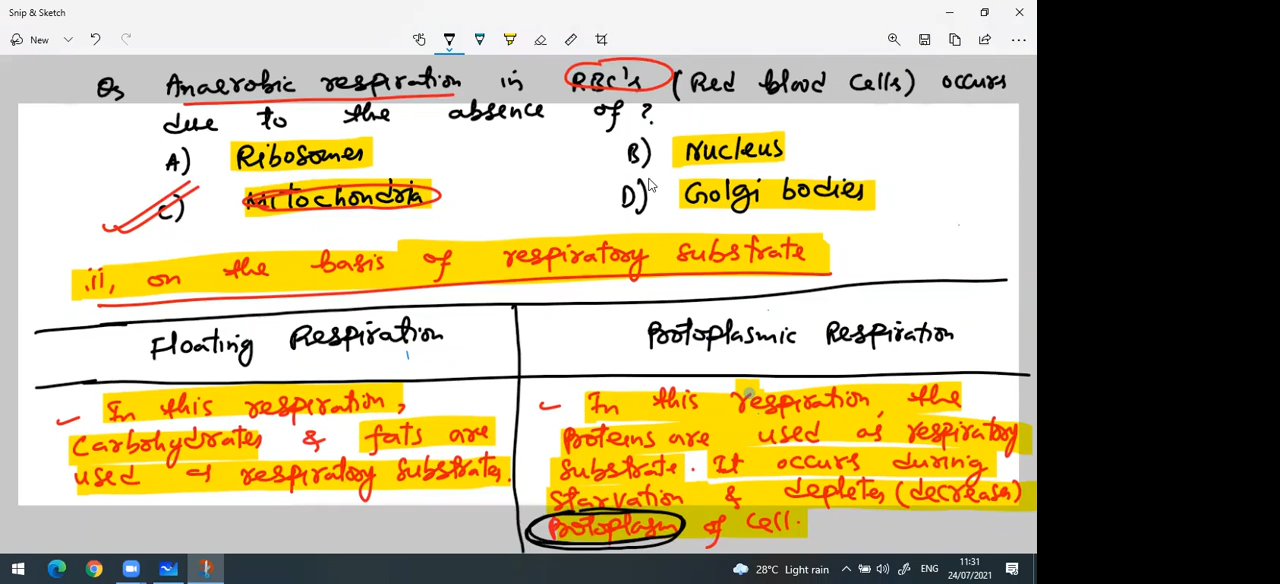 Snip & Sketch
New
Qs Anaerobic respiration in RBC's (Red blood cells) occurs
due to the absence of?
A) Ribosomes
B) Nucleus
C) Mitochondria
D) Golgi bodies
ii, on the basis of respiratory substrate
Floating Respiration
Protoplasmic Respiration
In this respiration,
Carbohydrates & fats are
used as respiratory substrates.
In this respiration, the
proteins are used as respiratory
substrate. It occurs during
starvation & depletes (decreases)
protoplasm of cell.
28°C Light rain
ENG
11:31
24/07/2021